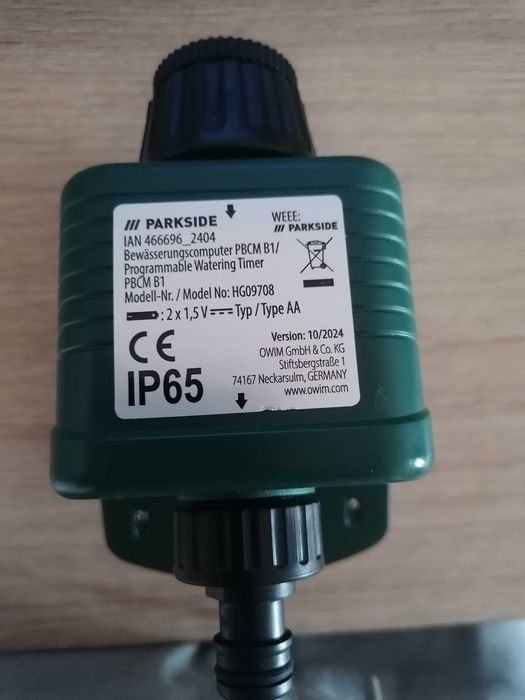 /// PARKSIDE
IAN 466696_2404
Bewässerungscomputer PBCM B1/
Programmable Watering Timer
PBCM B1
Modell-Nr. / Model No: HG09708
: 2 x 1,5 V Typ / Type AA
WEEE:
/// PARKSIDE
CE
IP65
Version: 10/2024
OWIM GmbH & Co. KG
Stiftsbergstraße 1
74167 Neckarsulm, GERMANY
www.owim.com